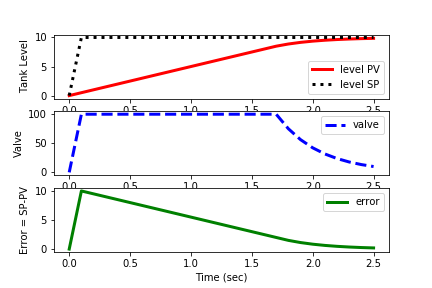 Tank Level
10
5
0
level PV
level SP
0.0 0.5 1.0 1.5 2.0 2.5
Valve
100
50
0
valve
0.0 0.5 1.0 1.5 2.0 2.5
Error = SP-PV
10
5
0
error
0.0 0.5 1.0 1.5 2.0 2.5
Time (sec)